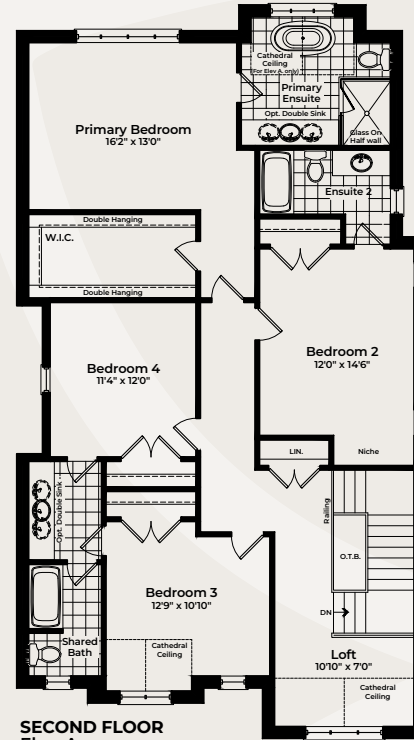 Cathedral
Ceiling
(For Elev A. only)
Primary
Ensuite
Opt. Double Sink
Glass On
Half wall
Primary Bedroom
16'2" x 13'0"
Ensuite 2
Double Hanging
W.I.C.
Double Hanging
Bedroom 2
12'0" x 14'6"
Bedroom 4
11'4" x 12'0"
LIN.
Niche
Opt. Double Sink
Railing
O.T.B.
DN
Bedroom 3
12'9" x 10'10"
Shared
Bath
Cathedral
Ceiling
Loft
10'10" x 7'0"
Cathedral
Ceiling
SECOND FLOOR